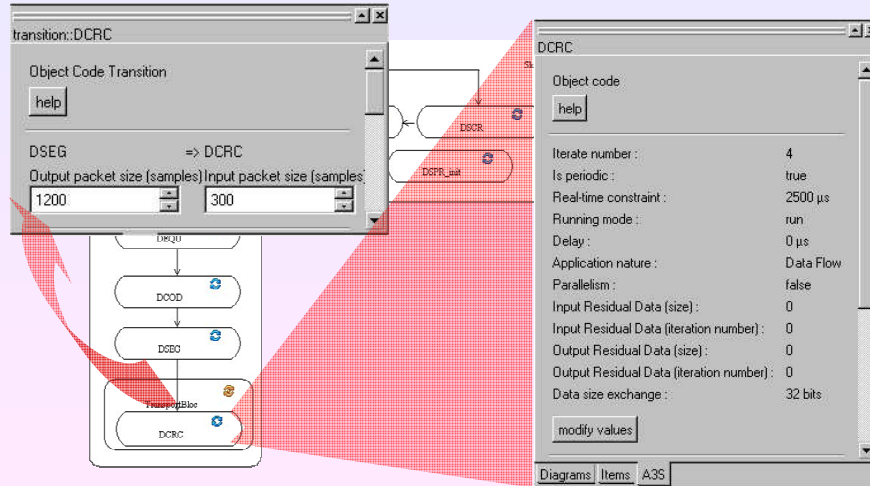 transition::DCRC
Object Code Transition
help
DSEG => DCRC
Output packet size (samples) Input packet size (samples)
1200 300
DSCR
DSPR_init
DEQU
DCOD
DSEG
TransportBloc
DCRC
DCRC
Object code
help
Iterate number : 4
Is periodic : true
Real-time constraint : 2500 µs
Running mode : run
Delay : 0 µs
Application nature : Data Flow
Parallelism : false
Input Residual Data (size) : 0
Input Residual Data (iteration number) : 0
Output Residual Data (size) : 0
Output Residual Data (iteration number) : 0
Data size exchange : 32 bits
modify values
Diagrams Items A3S